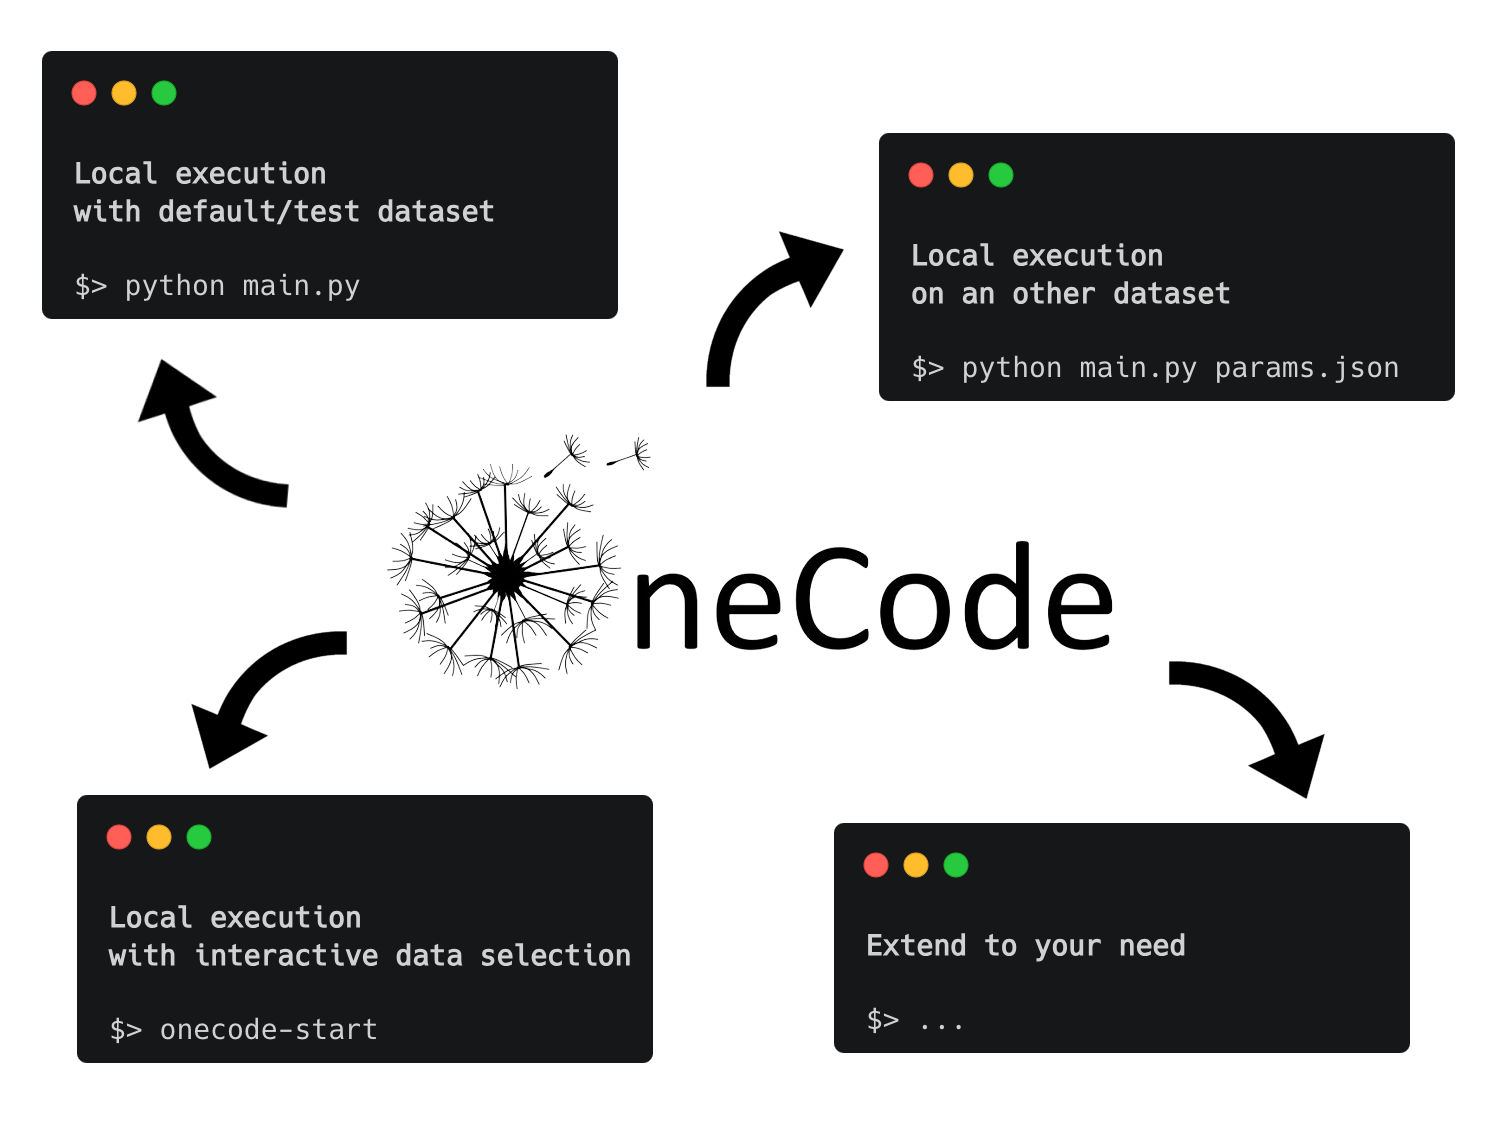 Local execution
with default/test dataset
$> python main.py
Local execution
on an other dataset
$> python main.py params.json
neCode
Local execution
with interactive data selection
$> onecode-start
Extend to your need
$> ...